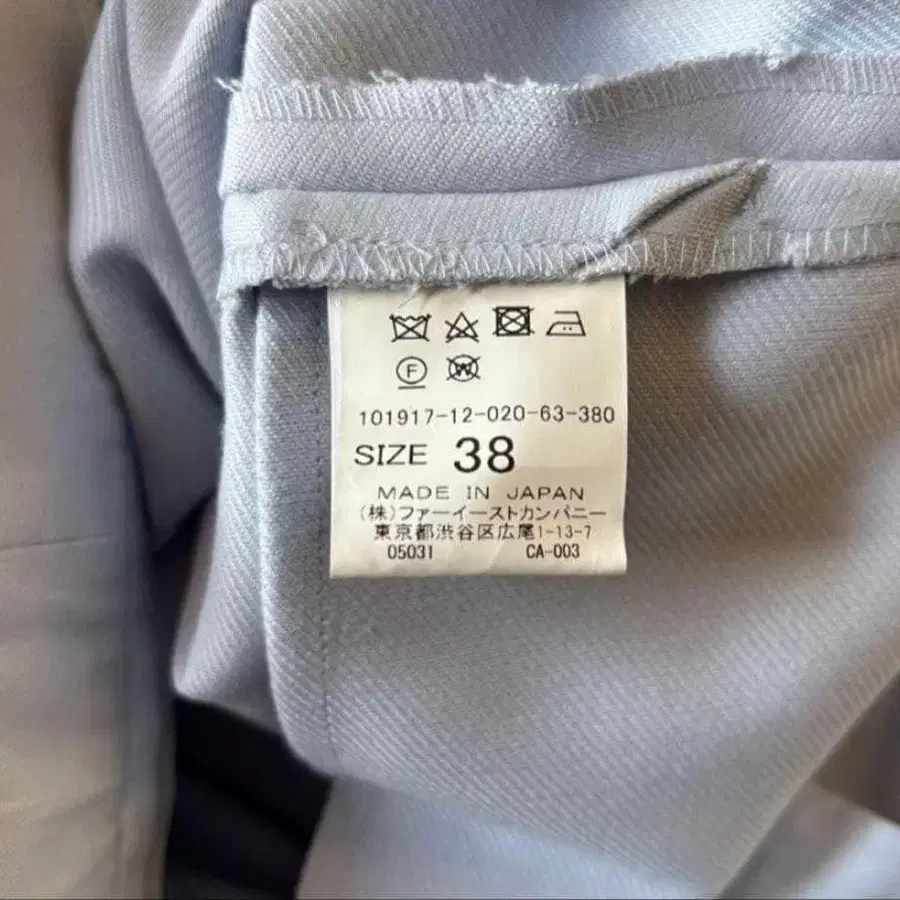 F W
101917-12-020-63-380
SIZE 38
MADE IN JAPAN
(株)ファーイーストカンパニー
東京都渋谷区広尾1-13-7
05031 CA-003